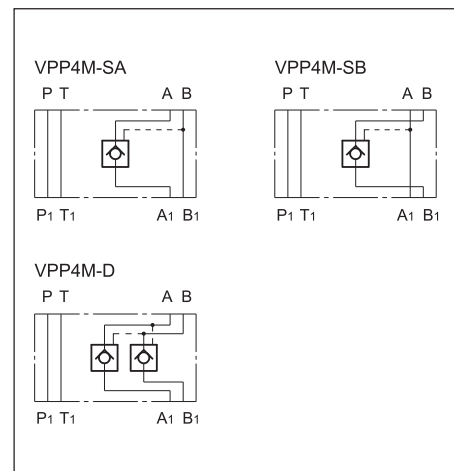 VPP4M-SA
P T A B
P1 T1 A1 B1
VPP4M-SB
P T A B
P1 T1 A1 B1
VPP4M-D
P T A B
P1 T1 A1 B1